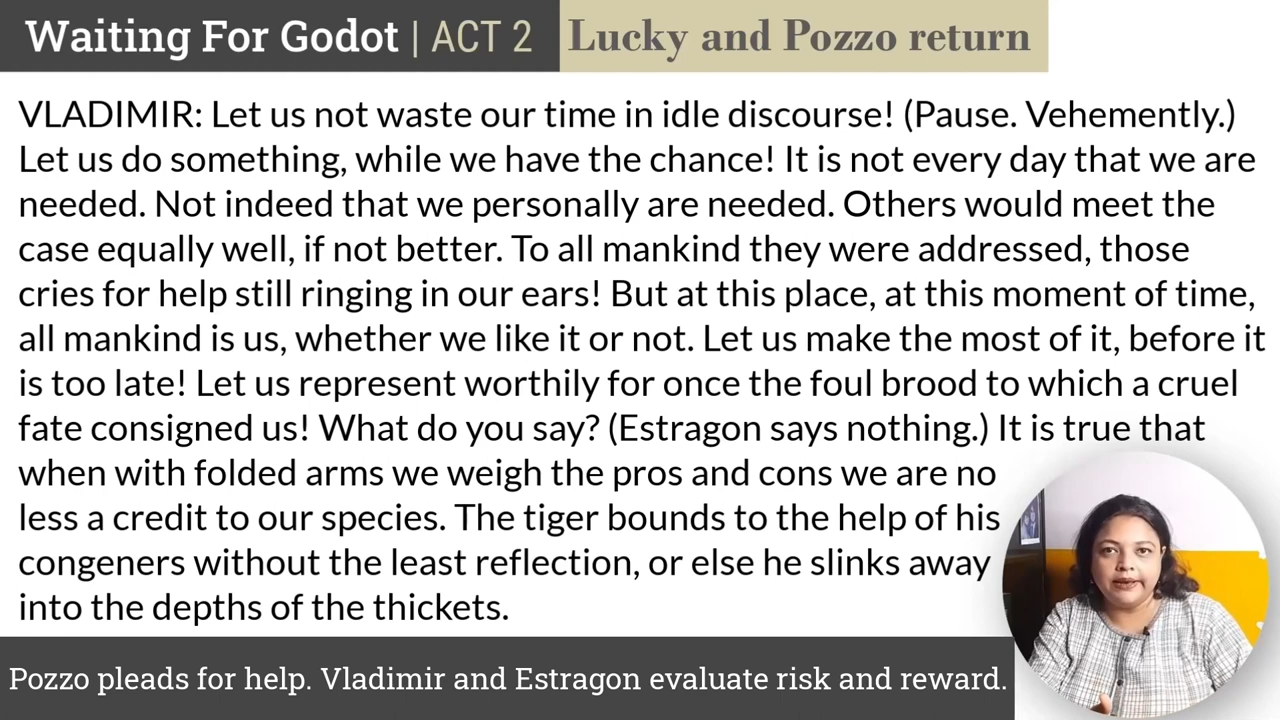 Waiting For Godot | ACT 2 Lucky and Pozzo return
VLADIMIR: Let us not waste our time in idle discourse! (Pause. Vehemently.)
Let us do something, while we have the chance! It is not every day that we are
needed. Not indeed that we personally are needed. Others would meet the
case equally well, if not better. To all mankind they were addressed, those
cries for help still ringing in our ears! But at this place, at this moment of time,
all mankind is us, whether we like it or not. Let us make the most of it, before it
is too late! Let us represent worthily for once the foul brood to which a cruel
fate consigned us! What do you say? (Estragon says nothing.) It is true that
when with folded arms we weigh the pros and cons we are no
less a credit to our species. The tiger bounds to the help of his
congeners without the least reflection, or else he slinks away
into the depths of the thickets.
Pozzo pleads for help. Vladimir and Estragon evaluate risk and reward.